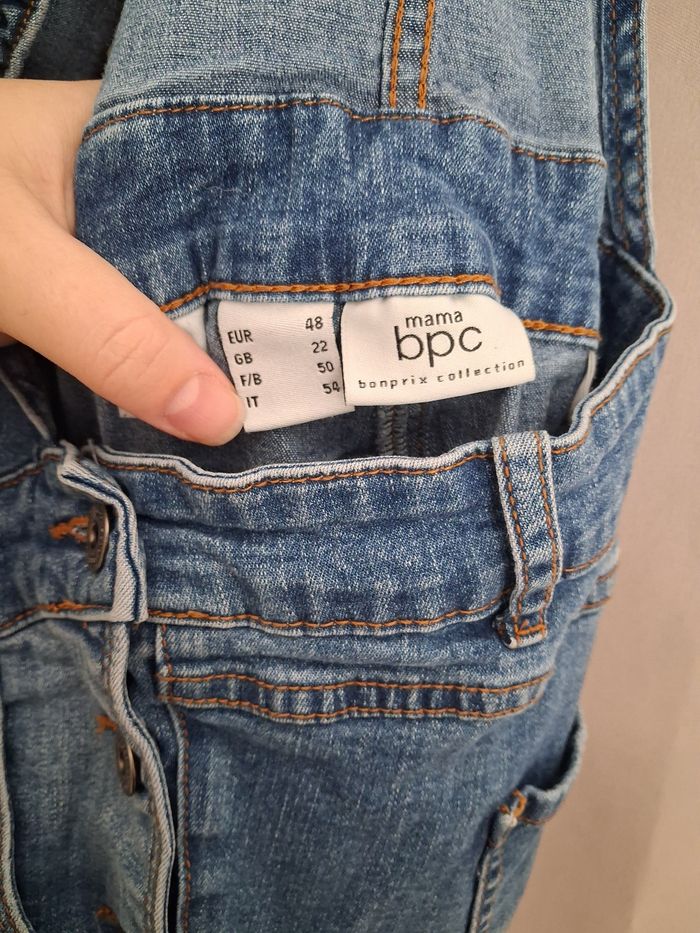 EUR 48
GB 22
F/B 50
IT 54
mama
bpc
bonprix collection